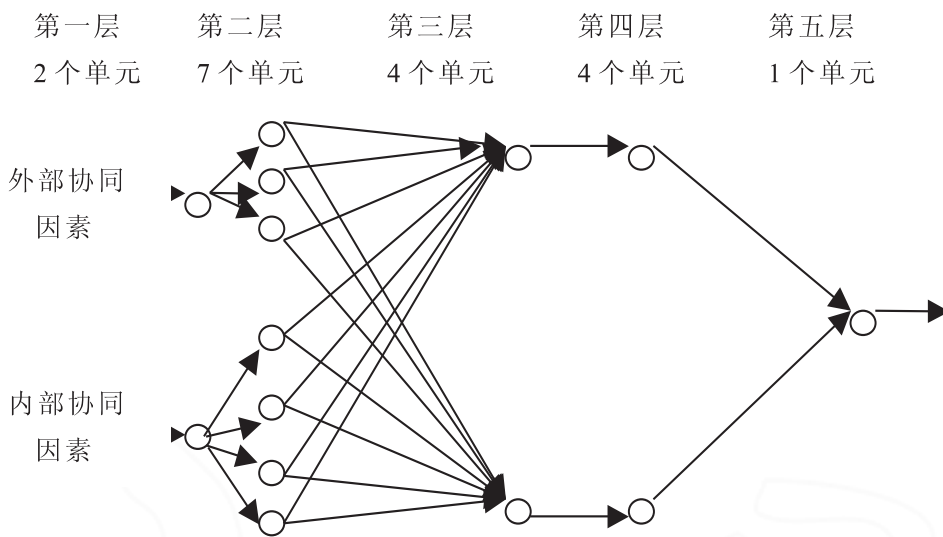 第一层 第二层 第三层 第四层 第五层
2个单元 7个单元 4个单元 4个单元 1个单元
外部协同
因素
内部协同
因素